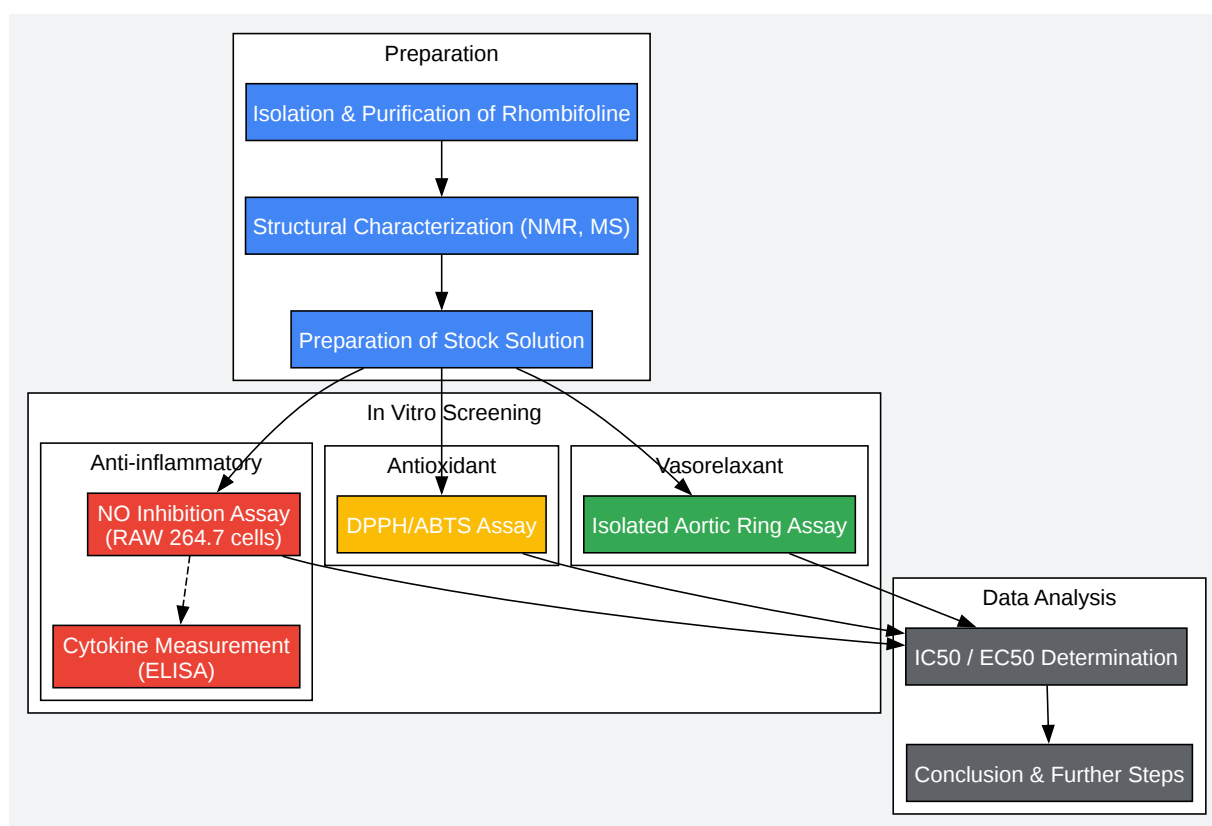 Preparation
Isolation & Purification of Rhombifoline
Structural Characterization (NMR, MS)
Preparation of Stock Solution
In Vitro Screening
Anti-inflammatory
NO Inhibition Assay
(RAW 264.7 cells)
Cytokine Measurement
(ELISA)
Antioxidant
DPPH/ABTS Assay
Vasorelaxant
Isolated Aortic Ring Assay
Data Analysis
IC50 / EC50 Determination
Conclusion & Further Steps